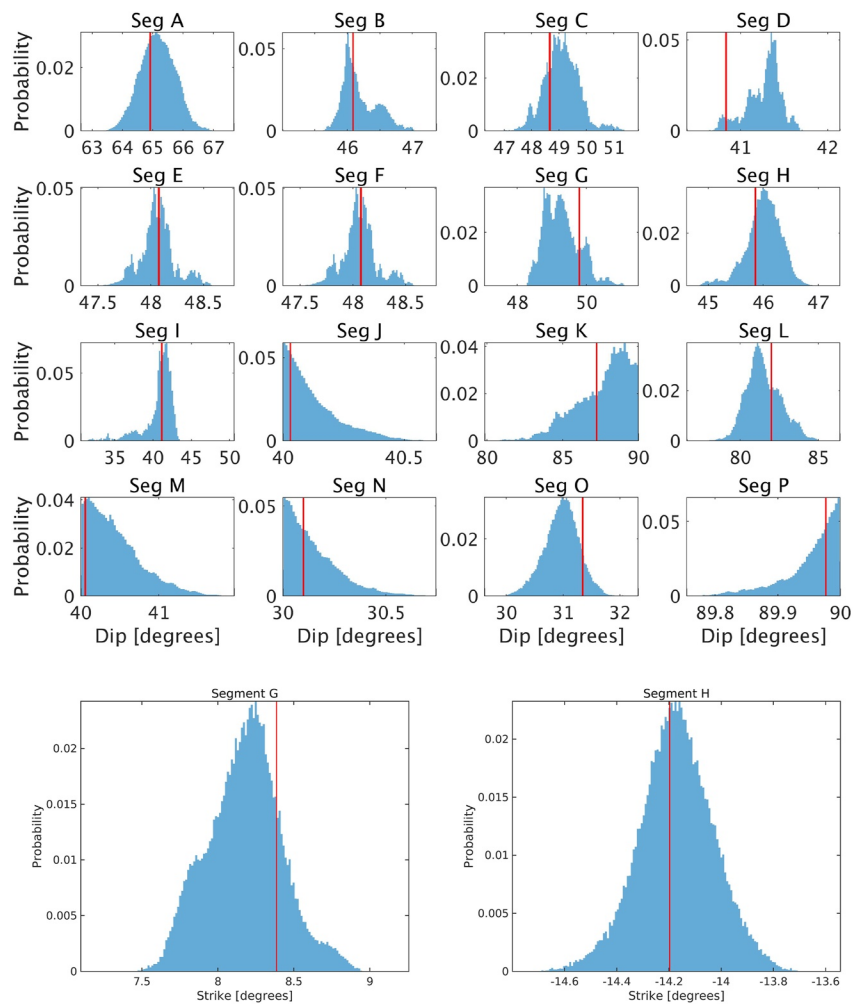 Seg A Seg B Seg C Seg D
Probability
0.02
0
63 64 65 66 67
0.05
0
46 47
0.02
0
47 48 49 50 51
0.05
0
41 42
Seg E Seg F Seg G Seg H
Probability
0.05
0
47.5 48 48.5
0.05
0
47.5 48 48.5
0.02
0
48 50
0.02
0
45 46 47
Seg I Seg J Seg K Seg L
Probability
0.05
0
35 40 45 50
0.05
0
40 40.5
0.04
0.02
0
80 85 90
0.05
0
80 85
Seg M Seg N Seg O Seg P
Probability
0.04
0.02
0
40 41
Dip [degrees]
0.05
0
30 30.5
Dip [degrees]
0.02
0
30 31 32
Dip [degrees]
0.05
0
89.8 89.9 90
Dip [degrees]
Segment G
Probability
0.02
0.015
0.01
0.005
0
7.5 8 8.5 9
Strike [degrees]
Segment H
Probability
0.02
0.015
0.01
0.005
0
-14.6 -14.4 -14.2 -14 -13.8 -13.6
Strike [degrees]